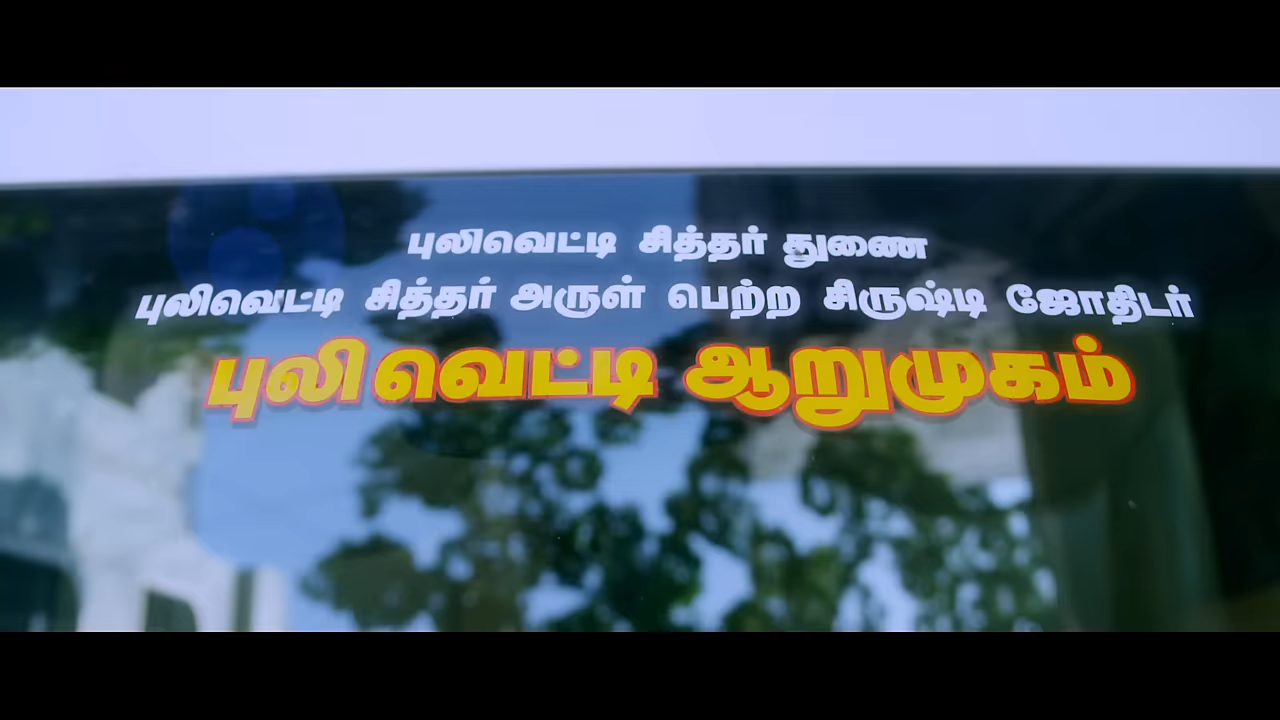 புலிவெட்டி சித்தர் துணை
புலிவெட்டி சித்தர் அருள் பெற்ற சிருஷ்டி ஜோதிடர்
புலிவெட்டி ஆறுமுகம்